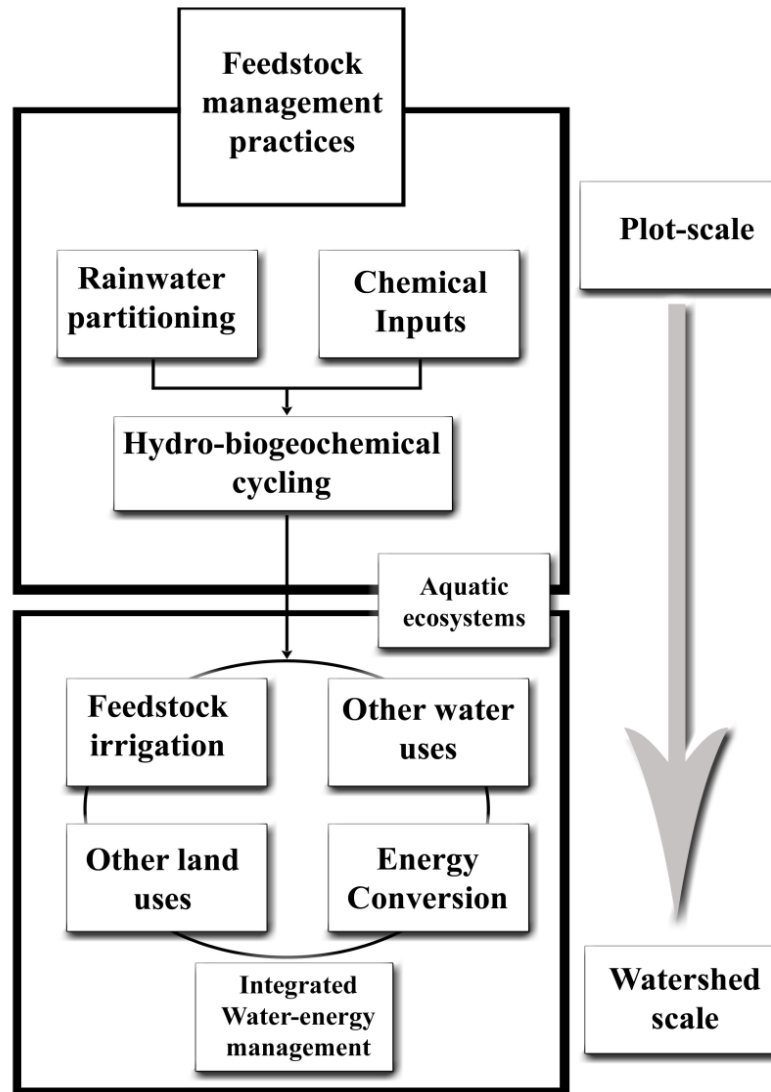 Feedstock
management
practices
Plot-scale
Rainwater
partitioning
Chemical
Inputs
Hydro-biogeochemical
cycling
Aquatic
ecosystems
Feedstock
irrigation
Other water
uses
Other land
uses
Energy
Conversion
Integrated
Water-energy
management
Watershed
scale